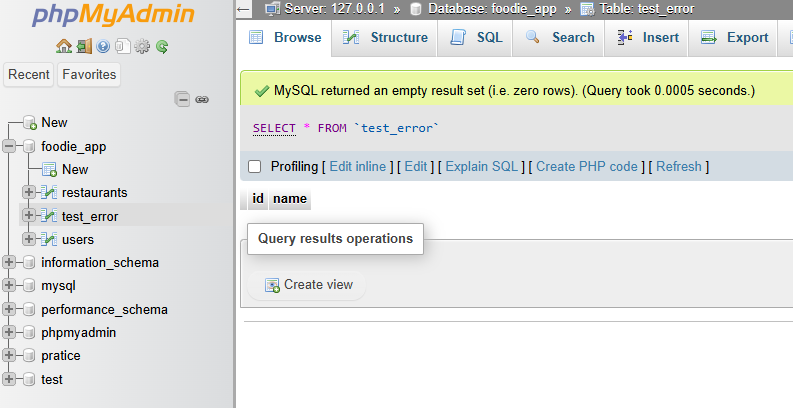 phpMyAdmin
Recent Favorites
New
foodie_app
New
restaurants
test_error
users
information_schema
mysql
performance_schema
phpmyadmin
pratice
test
Server: 127.0.0.1 » Database: foodie_app » Table: test_error
Browse Structure SQL Search Insert Export
MySQL returned an empty result set (i.e. zero rows). (Query took 0.0005 seconds.)
SELECT * FROM `test_error`
Profiling [ Edit inline ] [ Edit ] [ Explain SQL ] [ Create PHP code ] [ Refresh ]
id name
Query results operations
Create view